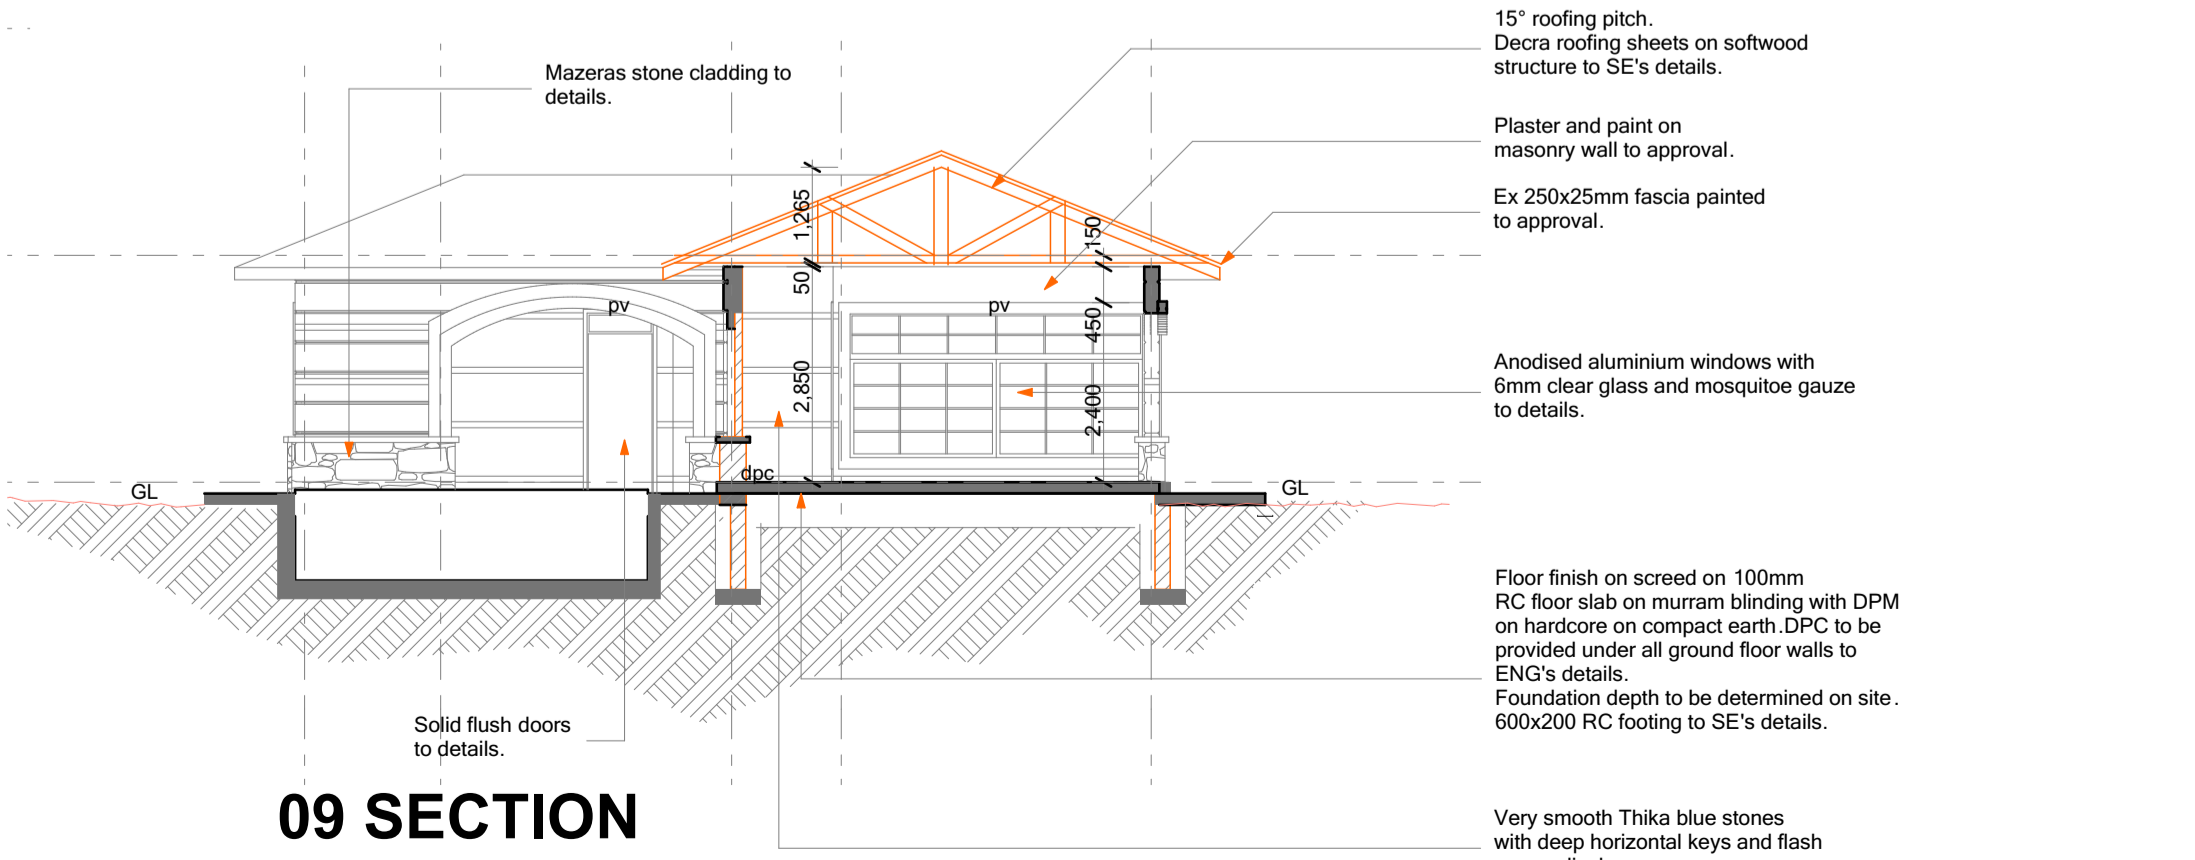 15° roofing pitch.
Decra roofing sheets on softwood
structure to SE's details.
Mazeras stone cladding to
details.
Plaster and paint on
masonry wall to approval.
Ex 250x25mm fascia painted
to approval.
1,265
150
50
pv
pv
450
2,850
2,400
Anodised aluminium windows with
6mm clear glass and mosquitoe gauze
to details.
dpc
GL
GL
Floor finish on screed on 100mm
RC floor slab on murram blinding with DPM
on hardcore on compact earth.DPC to be
provided under all ground floor walls to
ENG's details.
Foundation depth to be determined on site.
600x200 RC footing to SE's details.
Solid flush doors
to details.
09 SECTION
Very smooth Thika blue stones
with deep horizontal keys and flash